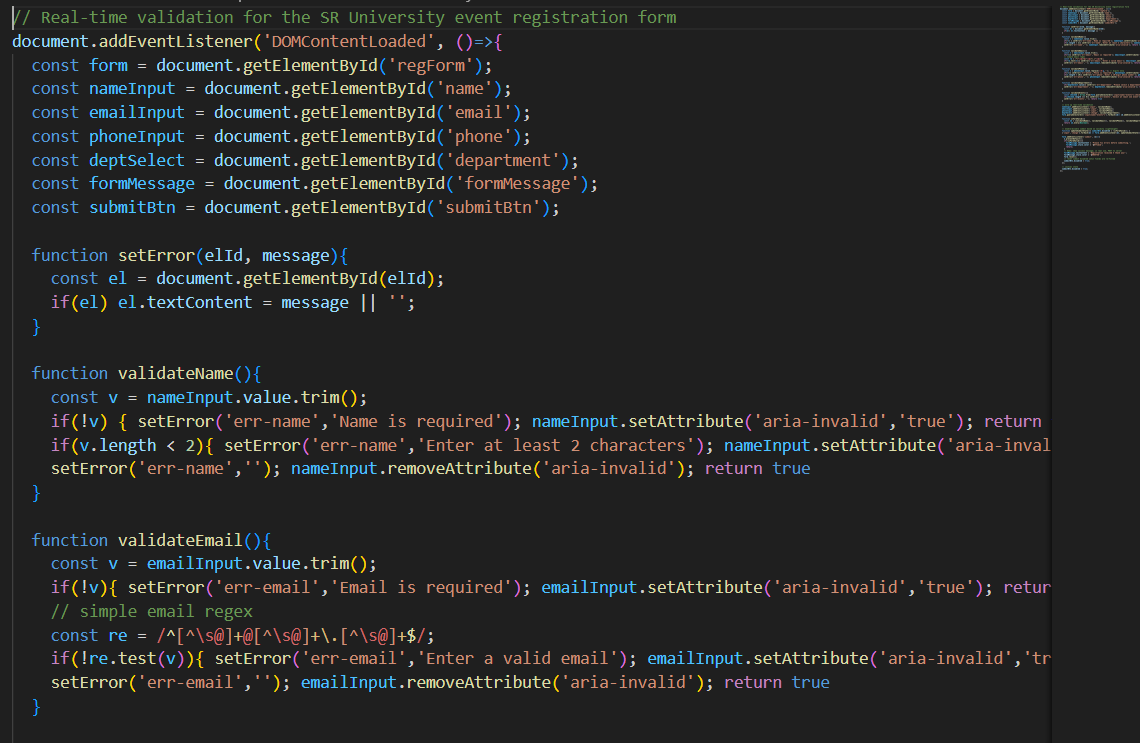 // Real-time validation for the SR University event registration form
document.addEventListener('DOMContentLoaded', ()=>{
  const form = document.getElementById('regForm');
  const nameInput = document.getElementById('name');
  const emailInput = document.getElementById('email');
  const phoneInput = document.getElementById('phone');
  const deptSelect = document.getElementById('department');
  const formMessage = document.getElementById('formMessage');
  const submitBtn = document.getElementById('submitBtn');

  function setError(elId, message){
    const el = document.getElementById(elId);
    if(el) el.textContent = message || '';
  }

  function validateName(){
    const v = nameInput.value.trim();
    if(!v) { setError('err-name','Name is required'); nameInput.setAttribute('aria-invalid','true'); return
    if(v.length < 2){ setError('err-name','Enter at least 2 characters'); nameInput.setAttribute('aria-inval
    setError('err-name',''); nameInput.removeAttribute('aria-invalid'); return true
  }

  function validateEmail(){
    const v = emailInput.value.trim();
    if(!v){ setError('err-email','Email is required'); emailInput.setAttribute('aria-invalid','true'); retur
    // simple email regex
    const re = /^[^\s@]+@[^\s@]+\.[^\s@]+$/;
    if(!re.test(v)){ setError('err-email','Enter a valid email'); emailInput.setAttribute('aria-invalid','tr
    setError('err-email',''); emailInput.removeAttribute('aria-invalid'); return true
  }